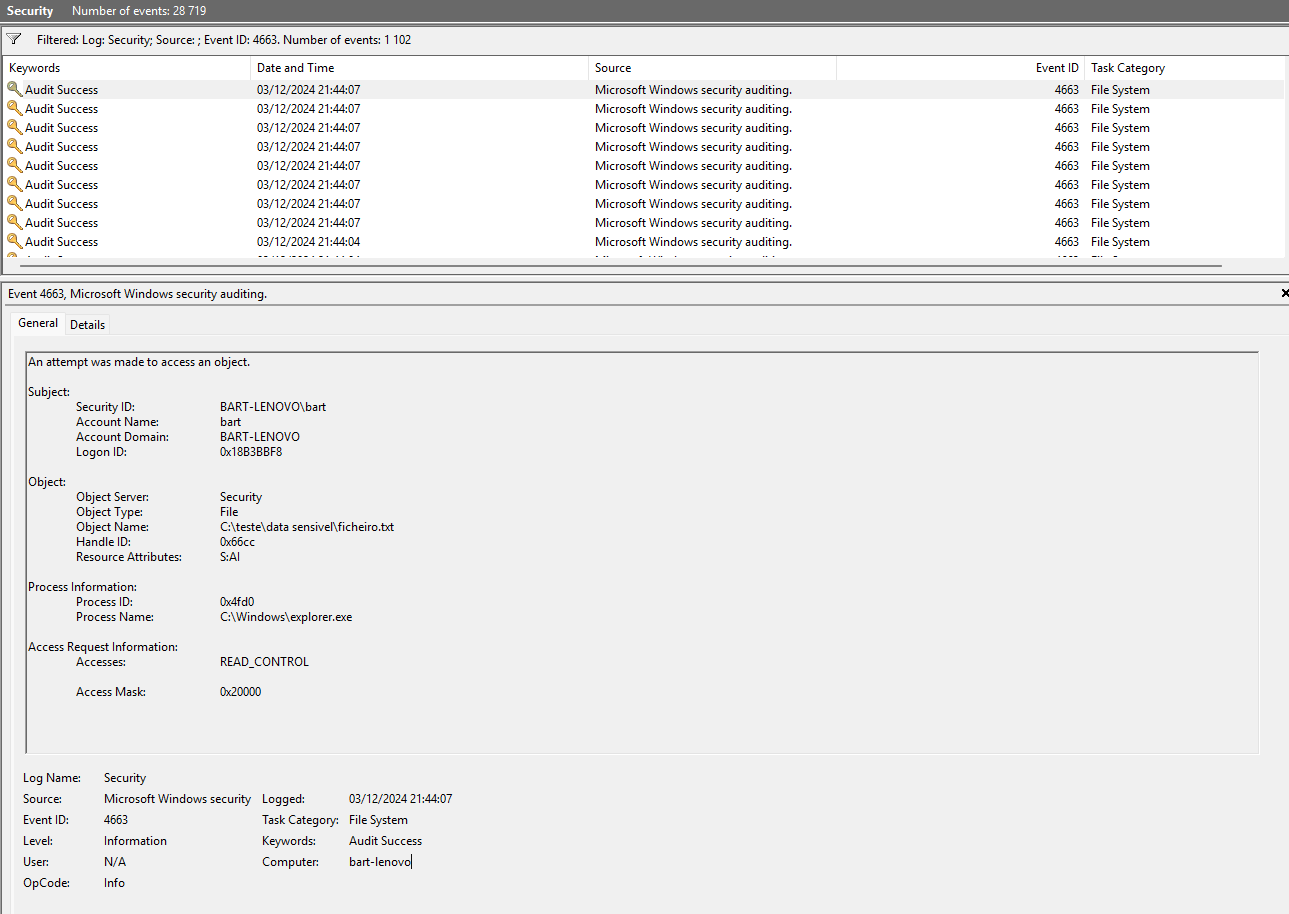 Security Number of events: 28 719
Filtered: Log: Security; Source: ; Event ID: 4663. Number of events: 1 102
Keywords Date and Time Source Event ID Task Category
Audit Success 03/12/2024 21:44:07 Microsoft Windows security auditing. 4663 File System
Audit Success 03/12/2024 21:44:07 Microsoft Windows security auditing. 4663 File System
Audit Success 03/12/2024 21:44:07 Microsoft Windows security auditing. 4663 File System
Audit Success 03/12/2024 21:44:07 Microsoft Windows security auditing. 4663 File System
Audit Success 03/12/2024 21:44:07 Microsoft Windows security auditing. 4663 File System
Audit Success 03/12/2024 21:44:07 Microsoft Windows security auditing. 4663 File System
Audit Success 03/12/2024 21:44:07 Microsoft Windows security auditing. 4663 File System
Audit Success 03/12/2024 21:44:07 Microsoft Windows security auditing. 4663 File System
Audit Success 03/12/2024 21:44:04 Microsoft Windows security auditing. 4663 File System
Event 4663, Microsoft Windows security auditing.
General Details
An attempt was made to access an object.
Subject:
Security ID: BART-LENOVO\bart
Account Name: bart
Account Domain: BART-LENOVO
Logon ID: 0x18B3BBF8
Object:
Object Server: Security
Object Type: File
Object Name: C:\teste\data sensivel\ficheiro.txt
Handle ID: 0x66cc
Resource Attributes: S:AI
Process Information:
Process ID: 0x4fd0
Process Name: C:\Windows\explorer.exe
Access Request Information:
Accesses: READ_CONTROL
Access Mask: 0x20000
Log Name: Security
Source: Microsoft Windows security Logged: 03/12/2024 21:44:07
Event ID: 4663 Task Category: File System
Level: Information Keywords: Audit Success
User: N/A Computer: bart-lenovo
OpCode: Info